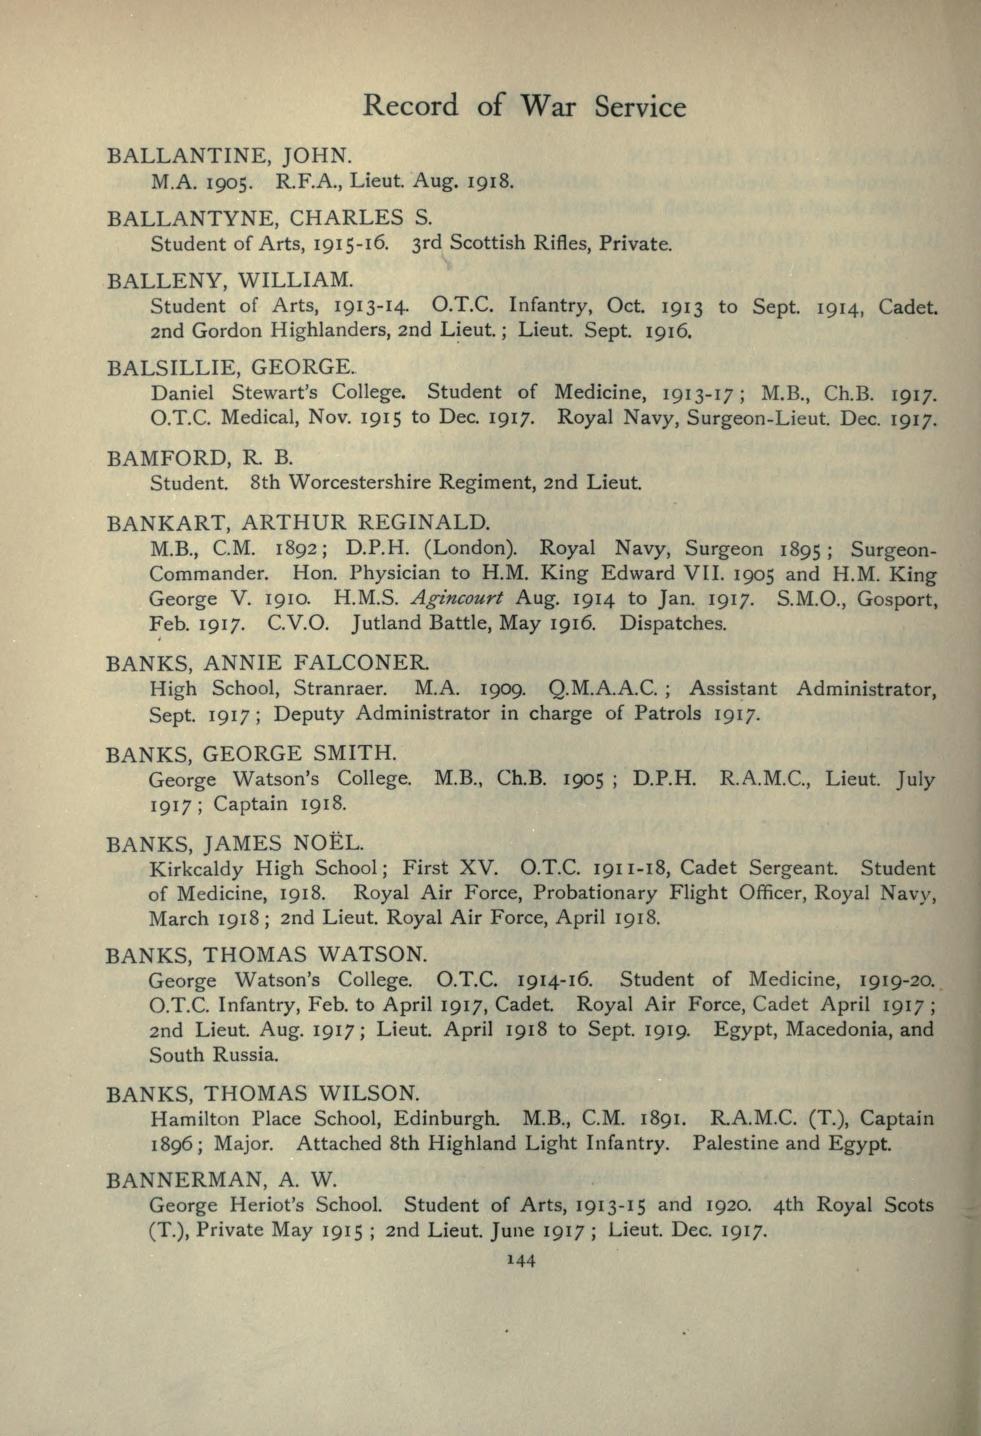 Record of War Service
BALLANTINE, JOHN.
M.A. 1905. R.F.A., Lieut. Aug. 1918.
BALLANTYNE, CHARLES S.
Student of Arts, 1915-16. 3rd Scottish Rifles, Private.
BALLENY, WILLIAM.
Student of Arts, 1913-14. O.T.C. Infantry, Oct. 1913 to Sept. 1914, Cadet.
2nd Gordon Highlanders, 2nd Lieut. ; Lieut. Sept. 1916.
BALSILLIE, GEORGE.
Daniel Stewart's College. Student of Medicine, 1913-17 ; M.B., Ch.B. 1917.
O.T.C. Medical, Nov. 1915 to Dec. 1917. Royal Navy, Surgeon-Lieut. Dec. 1917.
BAMFORD, R. B.
Student. 8th Worcestershire Regiment, 2nd Lieut.
BANKART, ARTHUR REGINALD.
M.B., C.M. 1892 ; D.P.H. (London). Royal Navy, Surgeon 1895 ; Surgeon-
Commander. Hon. Physician to H.M. King Edward VII. 1905 and H.M. King
George V. 1910. H.M.S. Agincourt Aug. 1914 to Jan. 1917. S.M.O., Gosport,
Feb. 1917. C.V.O. Jutland Battle, May 1916. Dispatches.
BANKS, ANNIE FALCONER.
High School, Stranraer. M.A. 1909. Q.M.A.A.C. ; Assistant Administrator,
Sept. 1917 ; Deputy Administrator in charge of Patrols 1917.
BANKS, GEORGE SMITH.
George Watson's College. M.B., Ch.B. 1905 ; D.P.H. R.A.M.C., Lieut. July
1917 ; Captain 1918.
BANKS, JAMES NOËL.
Kirkcaldy High School ; First XV. O.T.C. 1911-18, Cadet Sergeant. Student
of Medicine, 1918. Royal Air Force, Probationary Flight Officer, Royal Navy,
March 1918 ; 2nd Lieut. Royal Air Force, April 1918.
BANKS, THOMAS WATSON.
George Watson's College. O.T.C. 1914-16. Student of Medicine, 1919-20.
O.T.C. Infantry, Feb. to April 1917, Cadet. Royal Air Force, Cadet April 1917 ;
2nd Lieut. Aug. 1917 ; Lieut. April 1918 to Sept. 1919. Egypt, Macedonia, and
South Russia.
BANKS, THOMAS WILSON.
Hamilton Place School, Edinburgh. M.B., C.M. 1891. R.A.M.C. (T.), Captain
1896 ; Major. Attached 8th Highland Light Infantry. Palestine and Egypt.
BANNERMAN, A. W.
George Heriot's School. Student of Arts, 1913-15 and 1920. 4th Royal Scots
(T.), Private May 1915 ; 2nd Lieut. June 1917 ; Lieut. Dec. 1917.
144